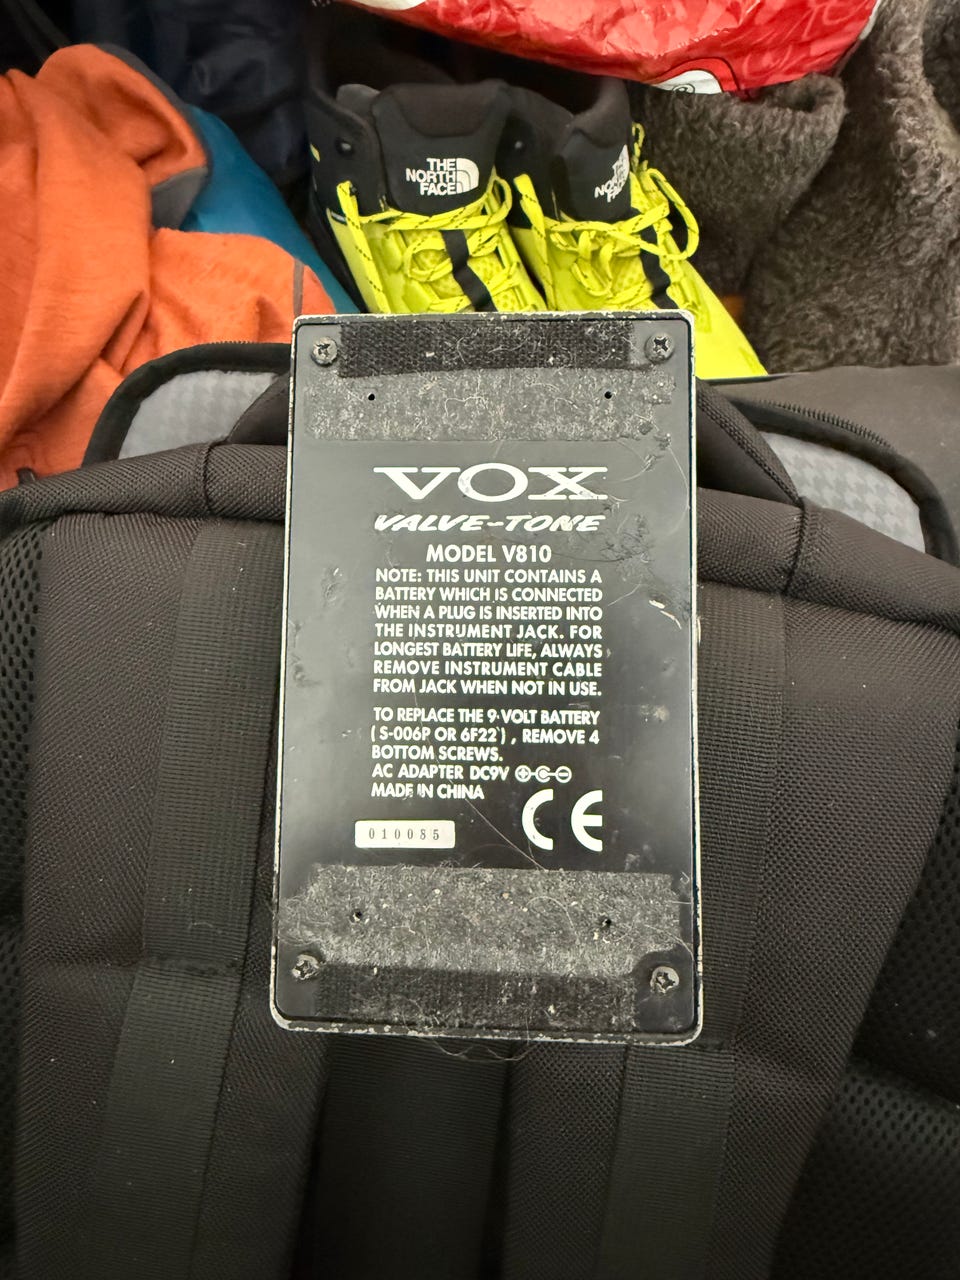 THE
NORTH
FACE
THE
NORTH
FACE
VOX
VALVE-TONE
MODEL V810
NOTE: THIS UNIT CONTAINS A
BATTERY WHICH IS CONNECTED
WHEN A PLUG IS INSERTED INTO
THE INSTRUMENT JACK. FOR
LONGEST BATTERY LIFE, ALWAYS
REMOVE INSTRUMENT CABLE
FROM JACK WHEN NOT IN USE.
TO REPLACE THE 9-VOLT BATTERY
( S-006P OR 6F22 ) , REMOVE 4
BOTTOM SCREWS.
AC ADAPTER DC9V
MADE IN CHINA
CE
010085